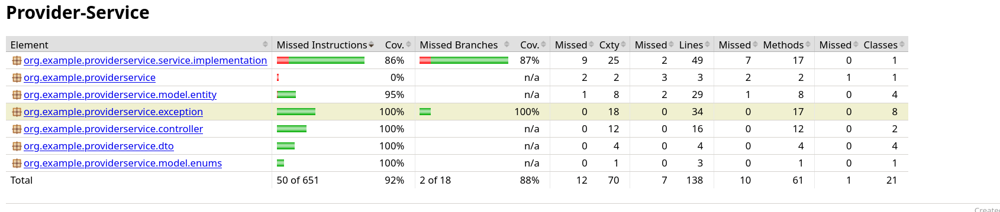 Provider-Service
Element Missed Instructions Cov. Missed Branches Cov. Missed Cxty Missed Lines Missed Methods Missed Classes
org.example.providerservice.service.implementation 86% 87% 9 25 2 49 7 17 0 1
org.example.providerservice 0% n/a 2 2 3 3 2 2 1 1
org.example.providerservice.model.entity 95% n/a 1 8 2 29 1 8 0 4
org.example.providerservice.exception 100% 100% 0 18 0 34 0 17 0 8
org.example.providerservice.controller 100% n/a 0 12 0 16 0 12 0 2
org.example.providerservice.dto 100% n/a 0 4 0 4 0 4 0 4
org.example.providerservice.model.enums 100% n/a 0 1 0 3 0 1 0 1
Total 50 of 651 92% 2 of 18 88% 12 70 7 138 10 61 1 21